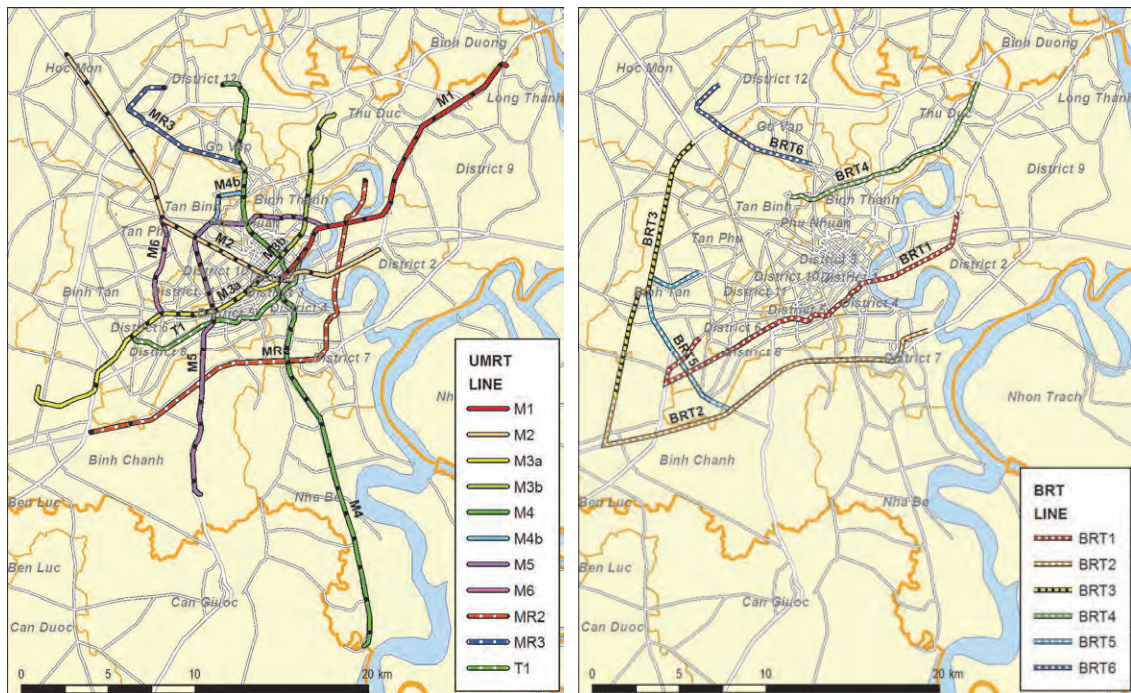 Binh Duong
Hoc Mon
District 12
M1
Long Thanh
MR3
Thu Duc
Go Vap
District 9
M4b
Binh Thanh
Tan Binh
Tan Phu
M2
M3b
M6
District 10
District 2
M3a
Binh Tan
District 6
T1
District 8
M5
District 7
Binh Chanh
Nha Be
M4
Ben Luc
Ben Luc
Can Giuoc
Can Duoc
0 10 20 km
UMRT
LINE
M1
M2
M3a
M3b
M4
M4b
M5
M6
MR2
MR3
T1
Binh Duong
Hoc Mon
District 12
Long Thanh
Thu Duc
Go Vap
BRT6
BRT4
District 9
Tan Binh
Binh Thanh
Phu Nhuan
BRT3
Tan Phu
District 3
BRT1
District 2
District 10
Binh Tan
District 11
District 4
District 6
District 8
BRT5
District 7
BRT2
Nhon Trach
Binh Chanh
Nha Be
Ben Luc
Ben Luc
Can Giuoc
Can Duoc
0 10
BRT
LINE
BRT1
BRT2
BRT3
BRT4
BRT5
BRT6